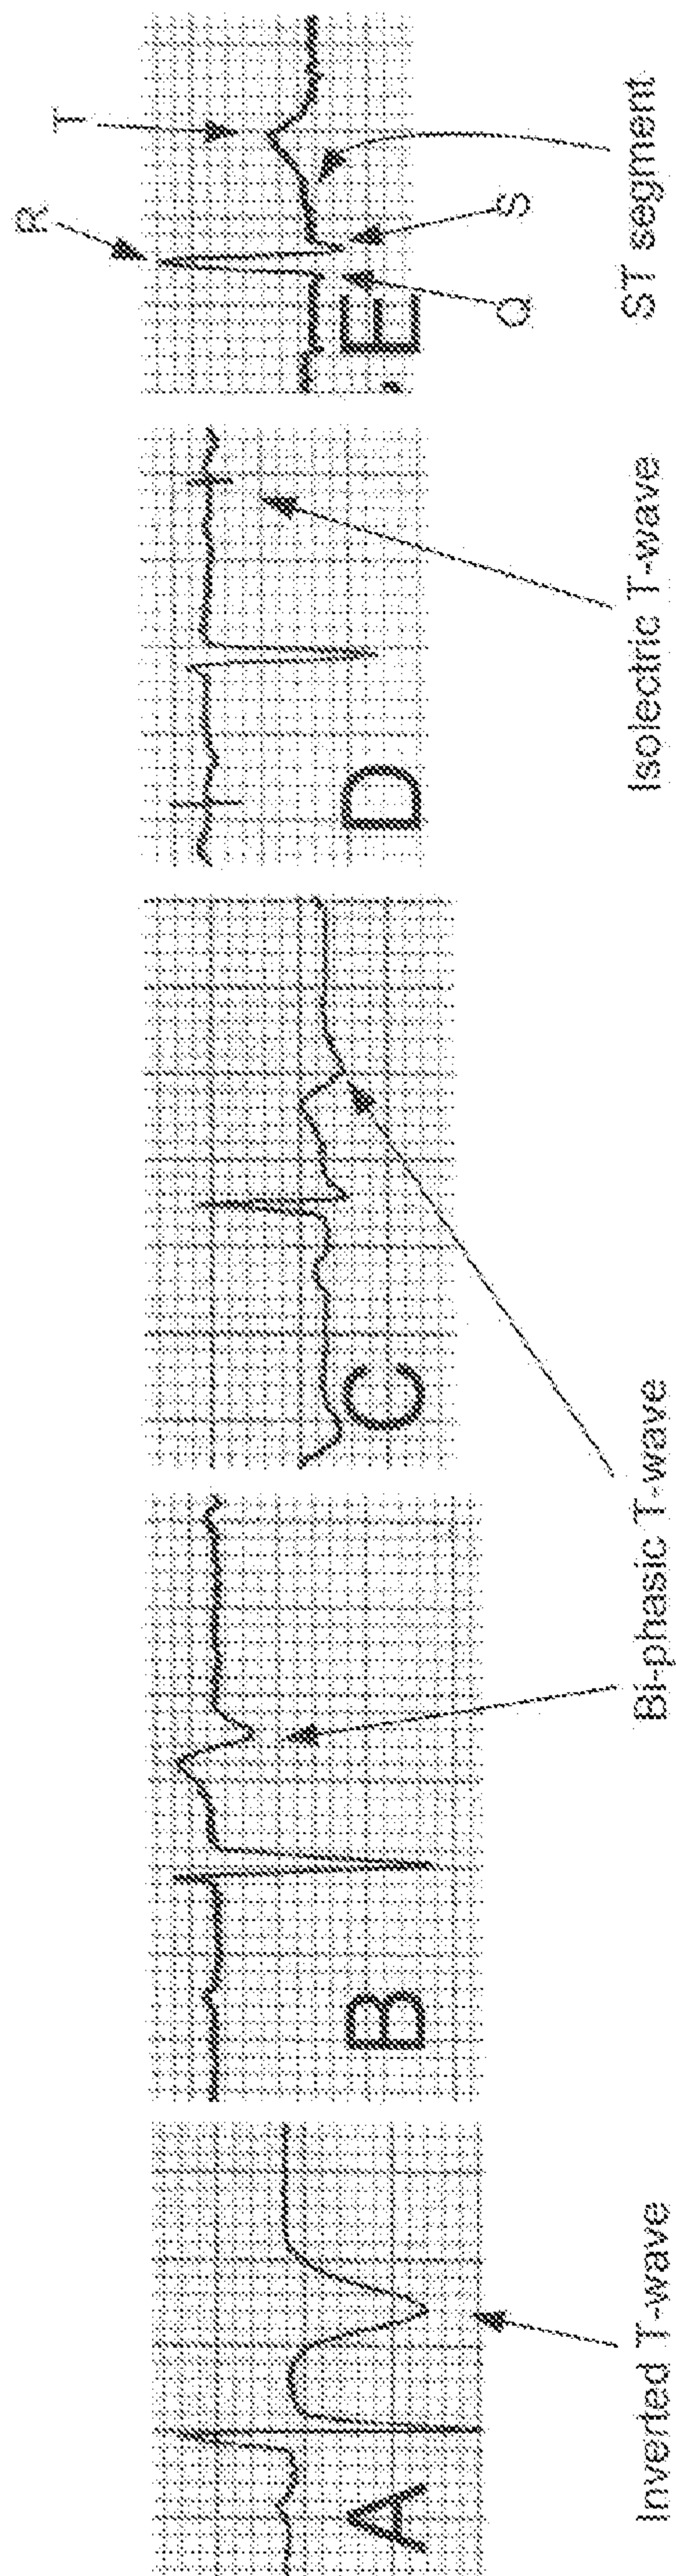 A
B
C
D
E
R
T
Q
S
Inverted T-wave
Bi-phasic T-wave
Isolectric T-wave
ST segment